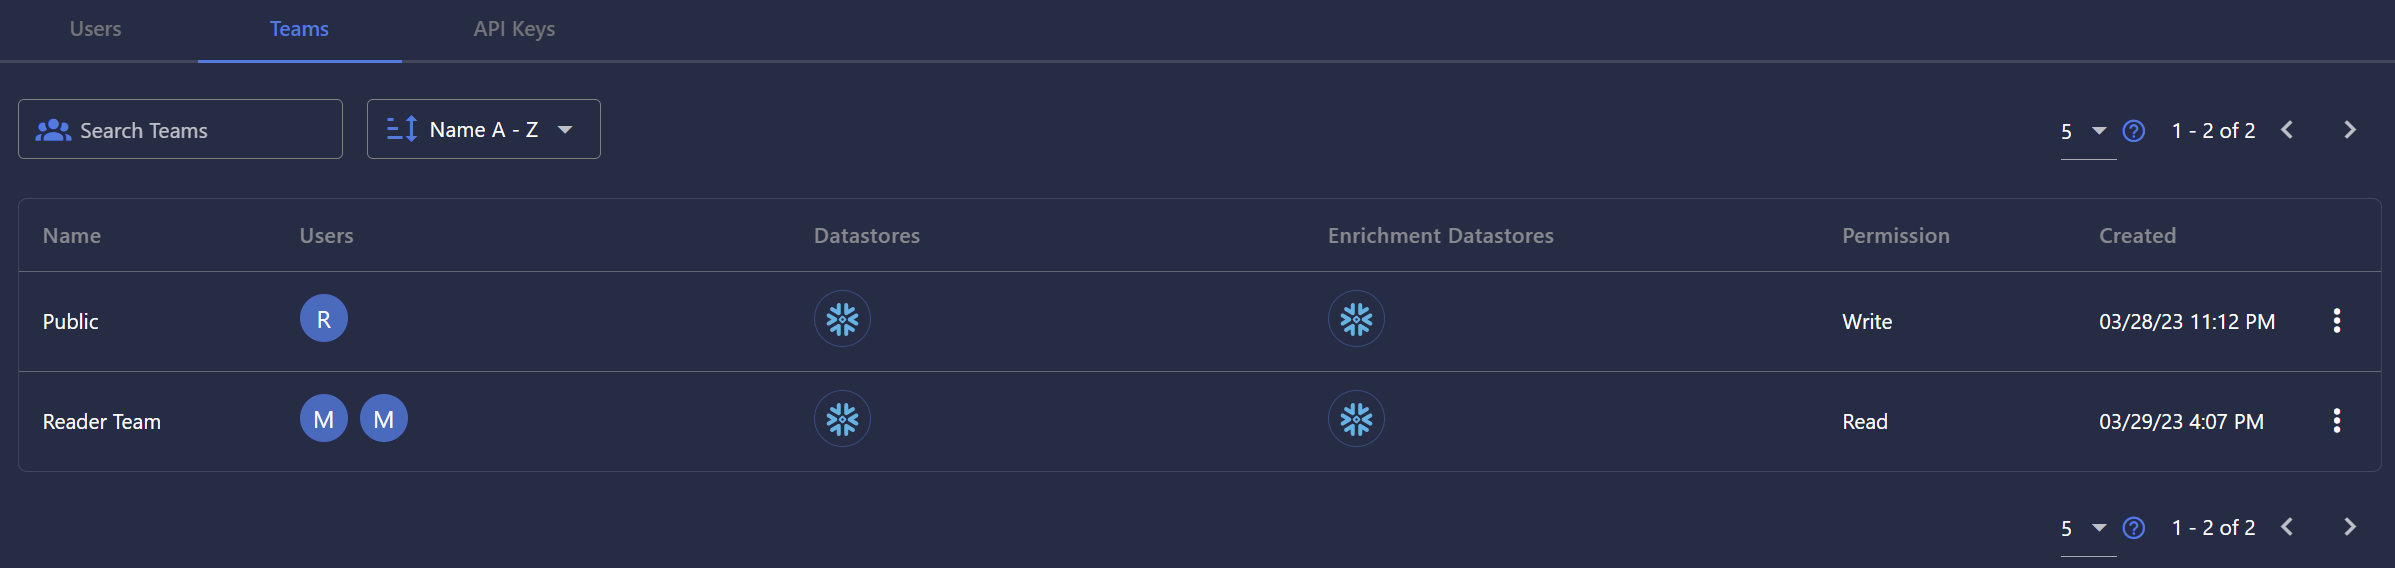 Users Teams API Keys
Search Teams Name A - Z 5 1 - 2 of 2
Name Users Datastores Enrichment Datastores Permission Created
Public R Write 03/28/23 11:12 PM
Reader Team M M Read 03/29/23 4:07 PM
5 1 - 2 of 2